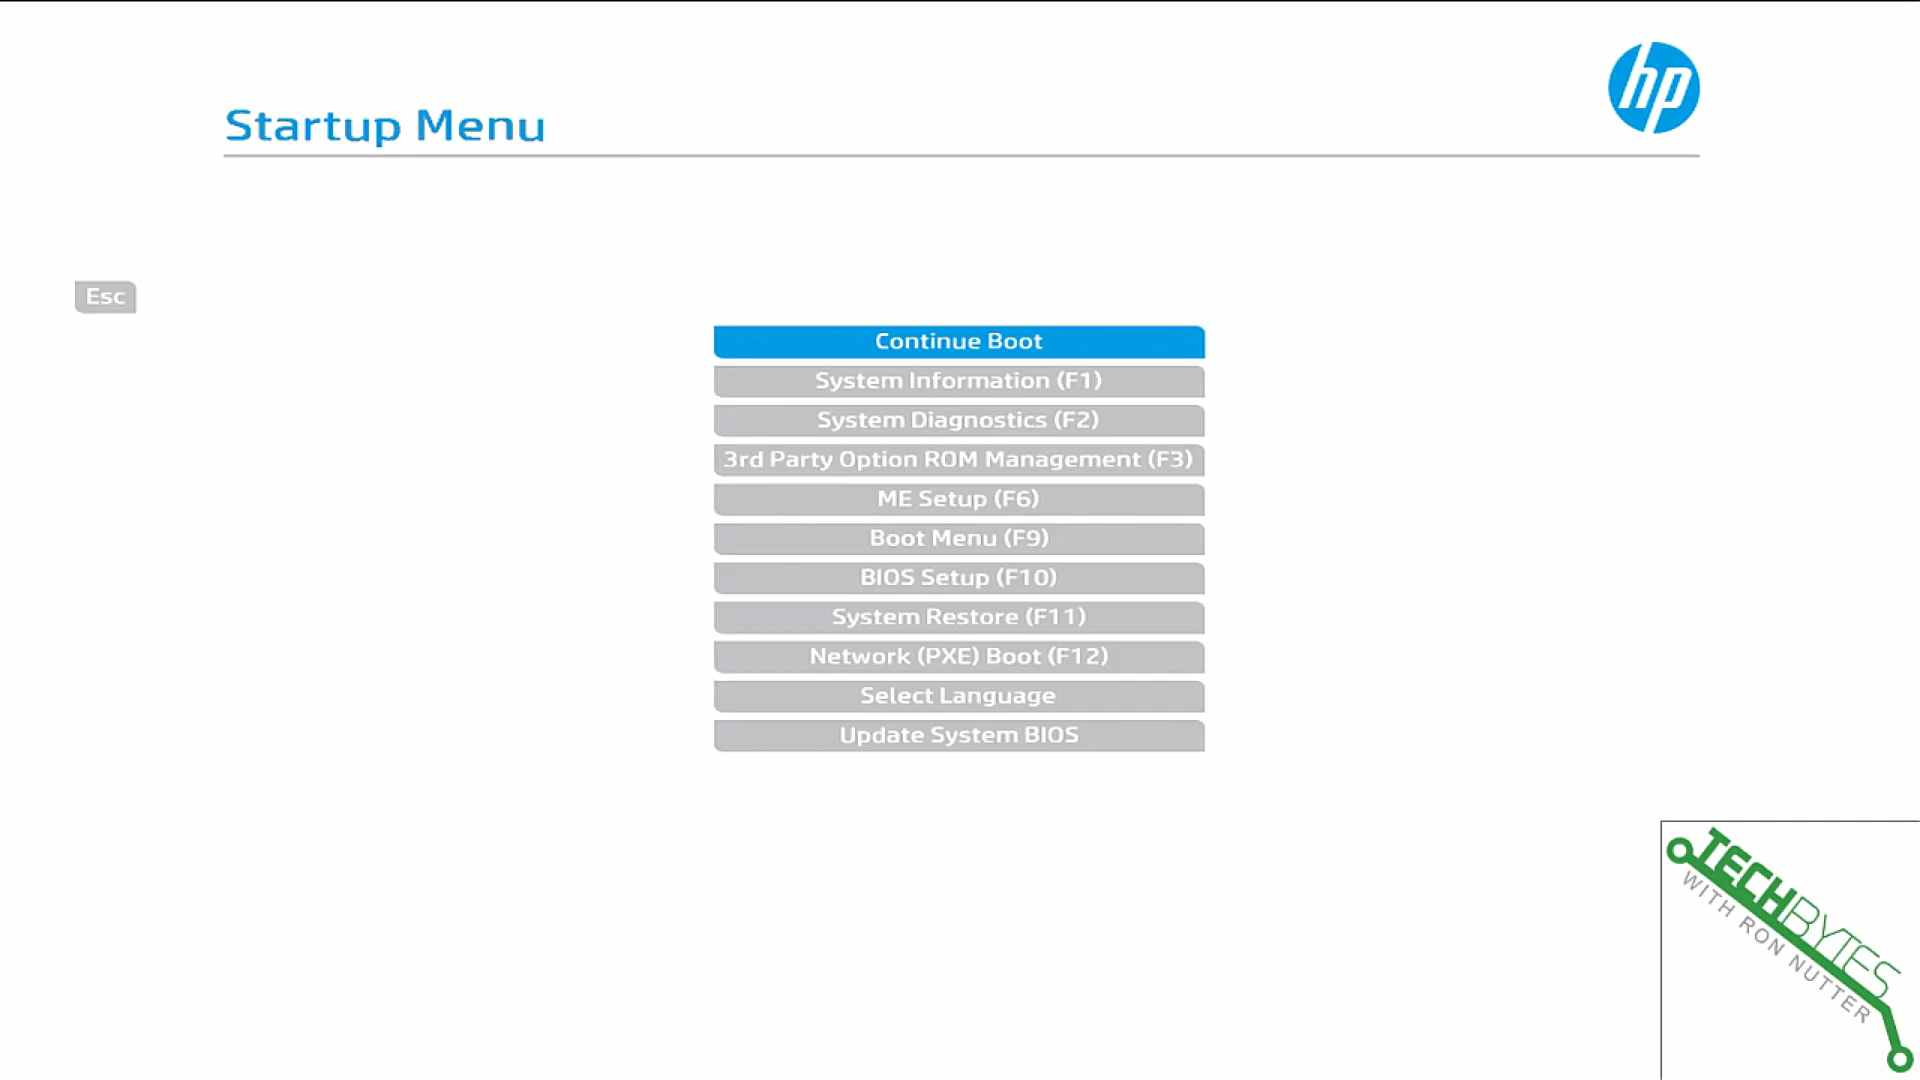 hp
Startup Menu
Esc
Continue Boot
System Information (F1)
System Diagnostics (F2)
3rd Party Option ROM Management (F3)
ME Setup (F6)
Boot Menu (F9)
BIOS Setup (F10)
System Restore (F11)
Network (PXE) Boot (F12)
Select Language
Update System BIOS
TECHBYTES
WITH RON NUTTER